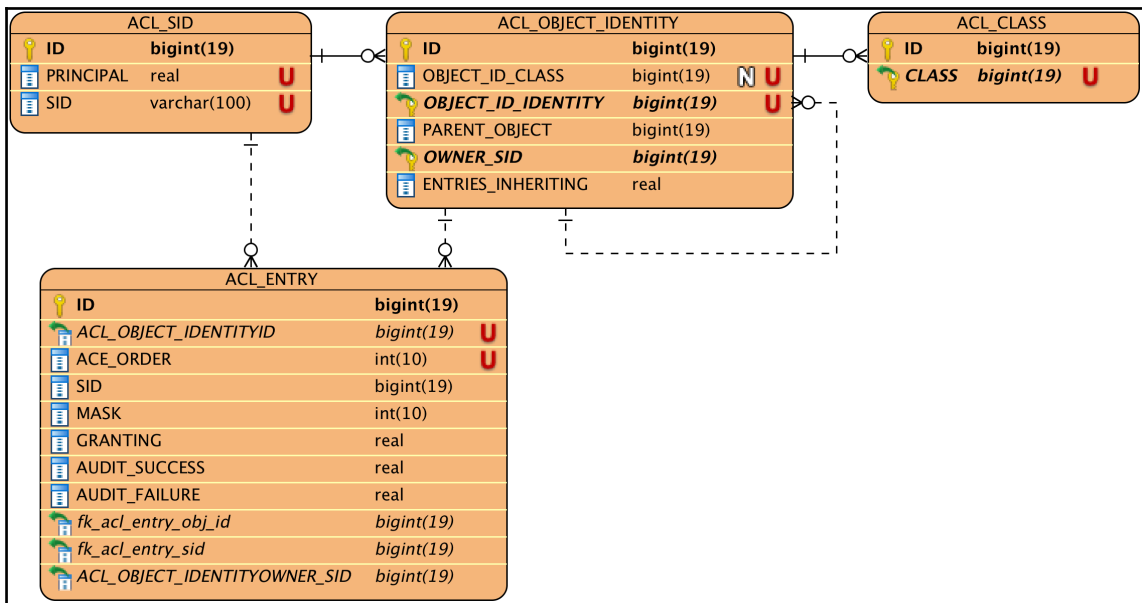 ACL_SID
ID bigint(19)
PRINCIPAL real U
SID varchar(100) U
ACL_OBJECT_IDENTITY
ID bigint(19)
OBJECT_ID_CLASS bigint(19) N U
OBJECT_ID_IDENTITY bigint(19) U
PARENT_OBJECT bigint(19)
OWNER_SID bigint(19)
ENTRIES_INHERITING real
ACL_CLASS
ID bigint(19)
CLASS bigint(19) U
ACL_ENTRY
ID bigint(19)
ACL_OBJECT_IDENTITYID bigint(19) U
ACE_ORDER int(10) U
SID bigint(19)
MASK int(10)
GRANTING real
AUDIT_SUCCESS real
AUDIT_FAILURE real
fk_acl_entry_obj_id bigint(19)
fk_acl_entry_sid bigint(19)
ACL_OBJECT_IDENTITYOWNER_SID bigint(19)